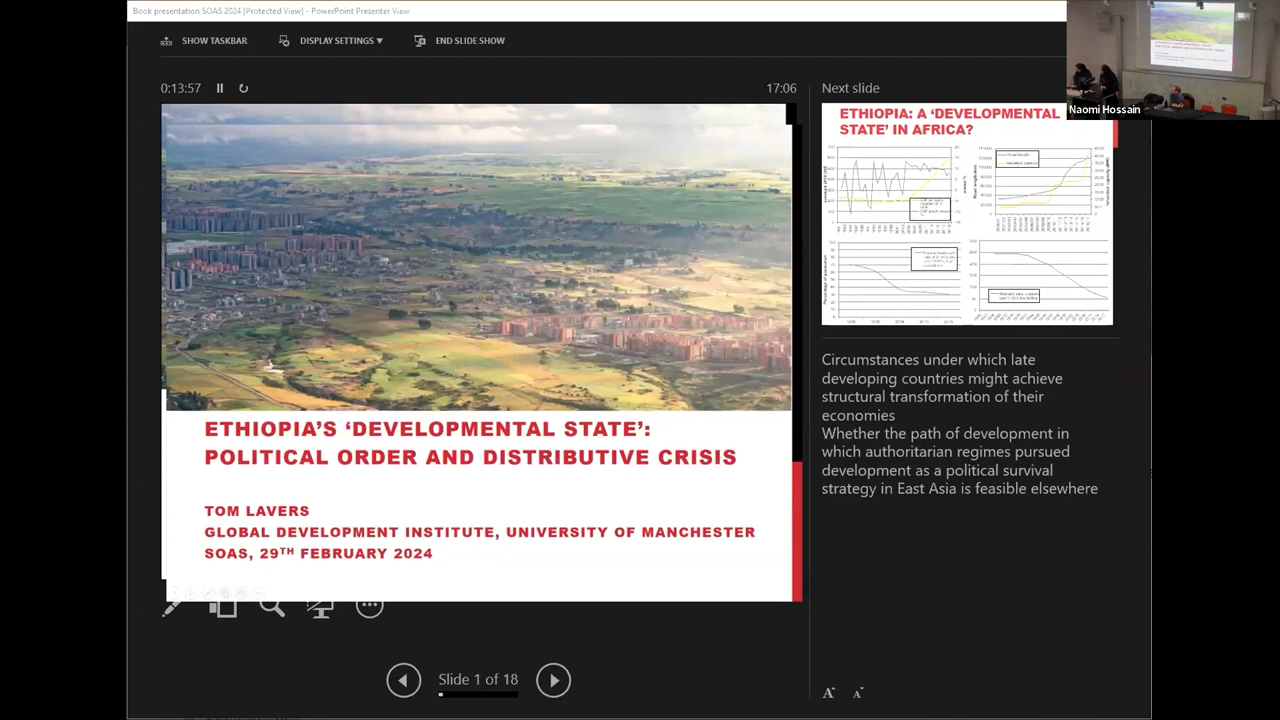 Book presentation SOAS 2024 [Protected View] - PowerPoint Presenter View
SHOW TASKBAR
DISPLAY SETTINGS
END SLIDE SHOW
0:13:57
17:06
ETHIOPIA'S 'DEVELOPMENTAL STATE':
POLITICAL ORDER AND DISTRIBUTIVE CRISIS
TOM LAVERS
GLOBAL DEVELOPMENT INSTITUTE, UNIVERSITY OF MANCHESTER
SOAS, 29TH FEBRUARY 2024
Slide 1 of 18
Next slide
ETHIOPIA: A 'DEVELOPMENTAL
STATE' IN AFRICA?
Circumstances under which late
developing countries might achieve
structural transformation of their
economies
Whether the path of development in
which authoritarian regimes pursued
development as a political survival
strategy in East Asia is feasible elsewhere
A
A
Naomi Hossain